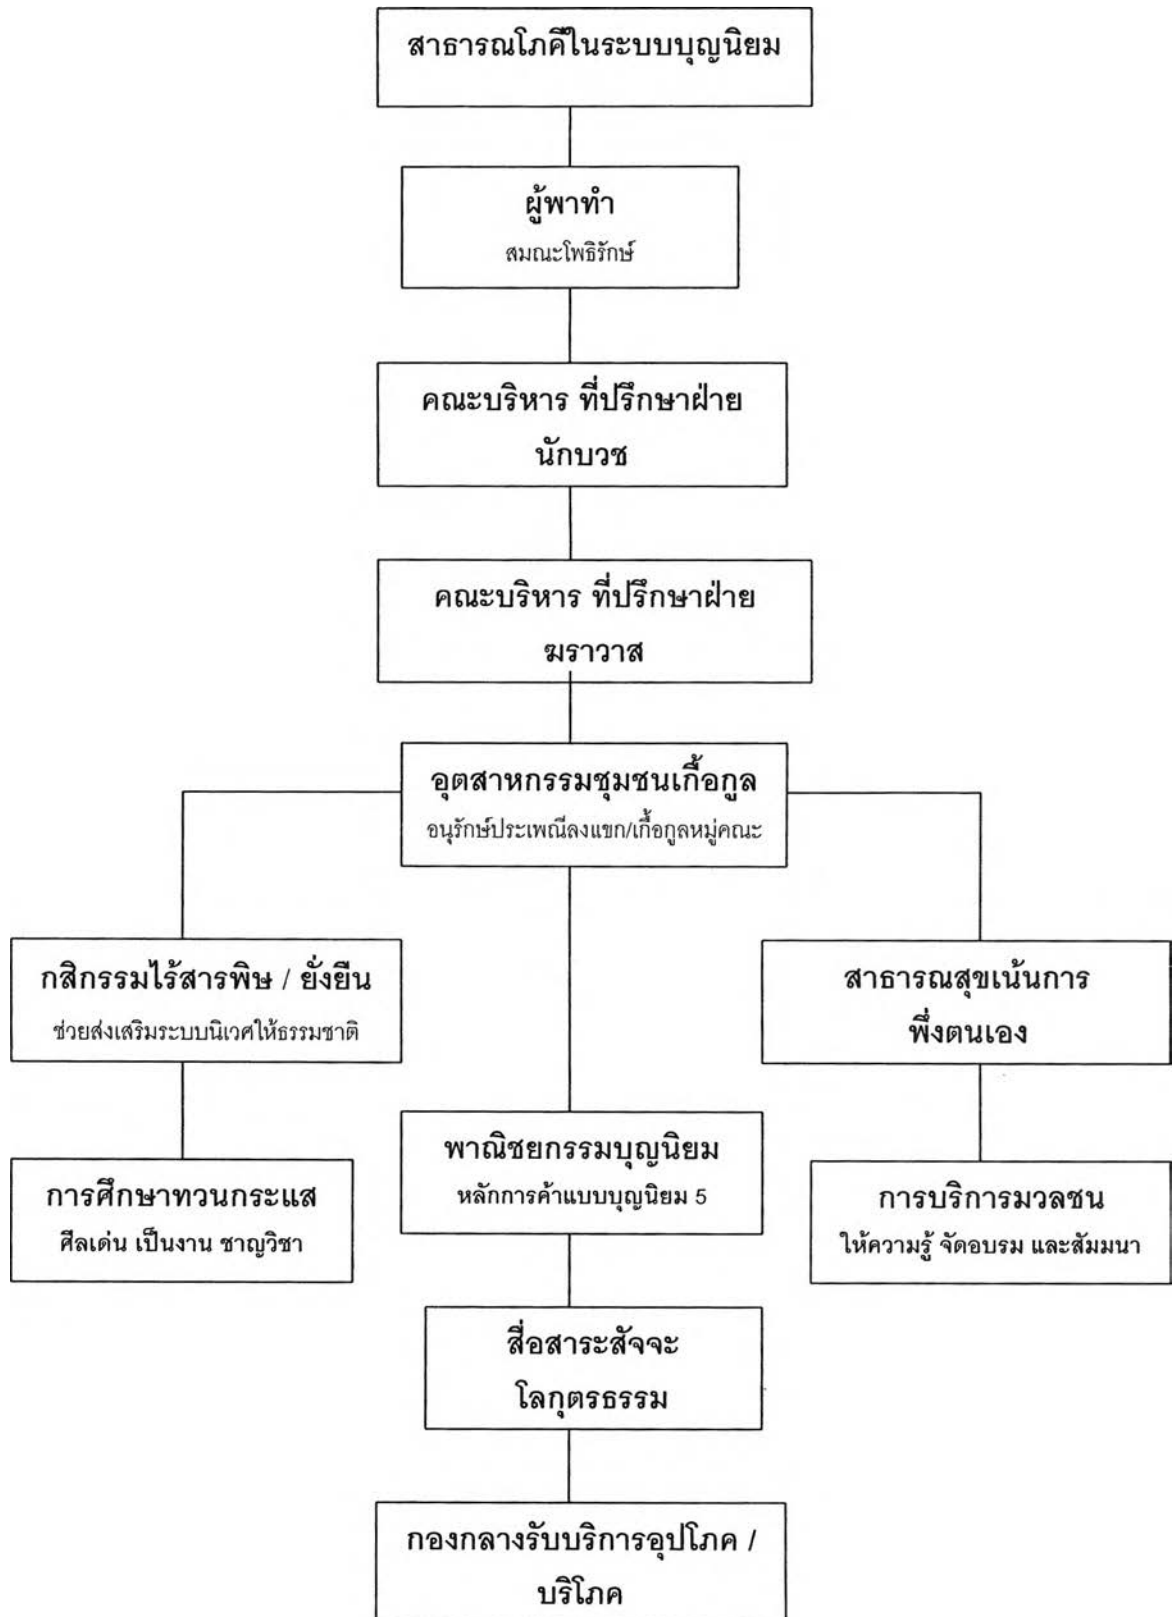 สาธารณโภคีในระบบบุญนิยม
ผู้พาทำ
สมณะโพธิรักษ์
คณะบริหาร ที่ปรึกษาฝ่าย
นักบวช
คณะบริหาร ที่ปรึกษาฝ่าย
ฆราวาส
อุตสาหกรรมชุมชนเกื้อกูล
อนุรักษ์ประเพณีลงแขก/เกื้อกูลหมู่คณะ
กสิกรรมไร้สารพิษ / ยั่งยืน
ช่วยส่งเสริมระบบนิเวศให้ธรรมชาติ
สาธารณสุขเน้นการ
พึ่งตนเอง
การศึกษาทวนกระแส
ศีลเด่น เป็นงาน ชาญวิชา
พาณิชยกรรมบุญนิยม
หลักการค้าแบบบุญนิยม 5
การบริการมวลชน
ให้ความรู้ จัดอบรม และสัมมนา
สื่อสาระสัจจะ
โลกุตรธรรม
กองกลางรับบริการอุปโภค /
บริโภค